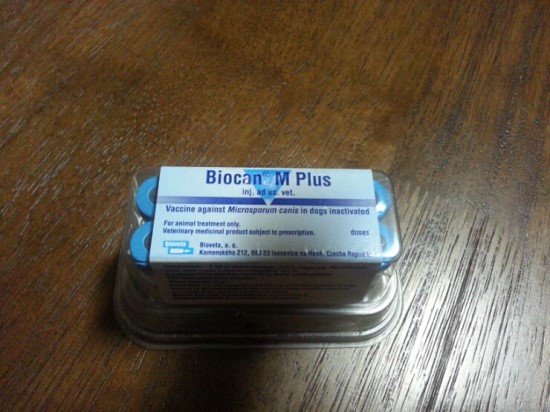 Biocan® M Plus
inj. ad us. vet.
Vaccine against Microsporum canis in dogs inactivated
For animal treatment only.
Veterinary medicinal product subject to prescription.
doses
Bioveta
Bioveta, a. s.
Komenského 212, 683 23 Ivanovice na Hané, Czech Republic